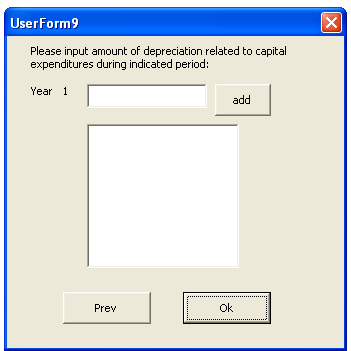 UserForm9
Please input amount of depreciation related to capital
expenditures during indicated period:
Year 1
add
Prev
Ok